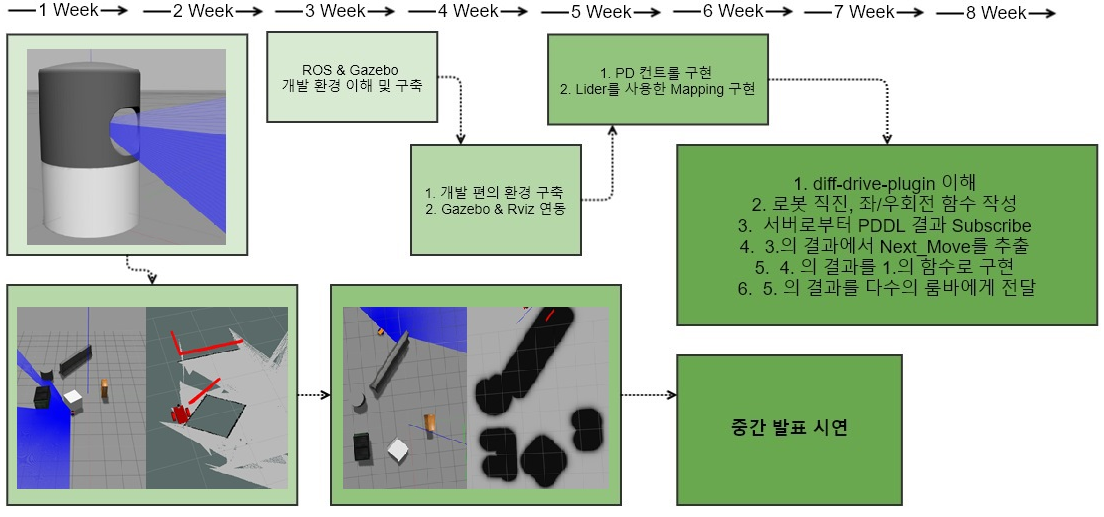 1 Week
2 Week
3 Week
4 Week
5 Week
6 Week
7 Week
8 Week
ROS & Gazebo
개발 환경 이해 및 구축
1. 개발 편의 환경 구축
2. Gazebo & Rviz 연동
1. PD 컨트롤 구현
2. Lider를 사용한 Mapping 구현
1. diff-drive-plugin 이해
2. 로봇 직진, 좌/우회전 함수 작성
3. 서버로부터 PDDL 결과 Subscribe
4. 3.의 결과에서 Next_Move를 추출
5. 4. 의 결과를 1.의 함수로 구현
6. 5. 의 결과를 다수의 룸바에게 전달
중간 발표 시연